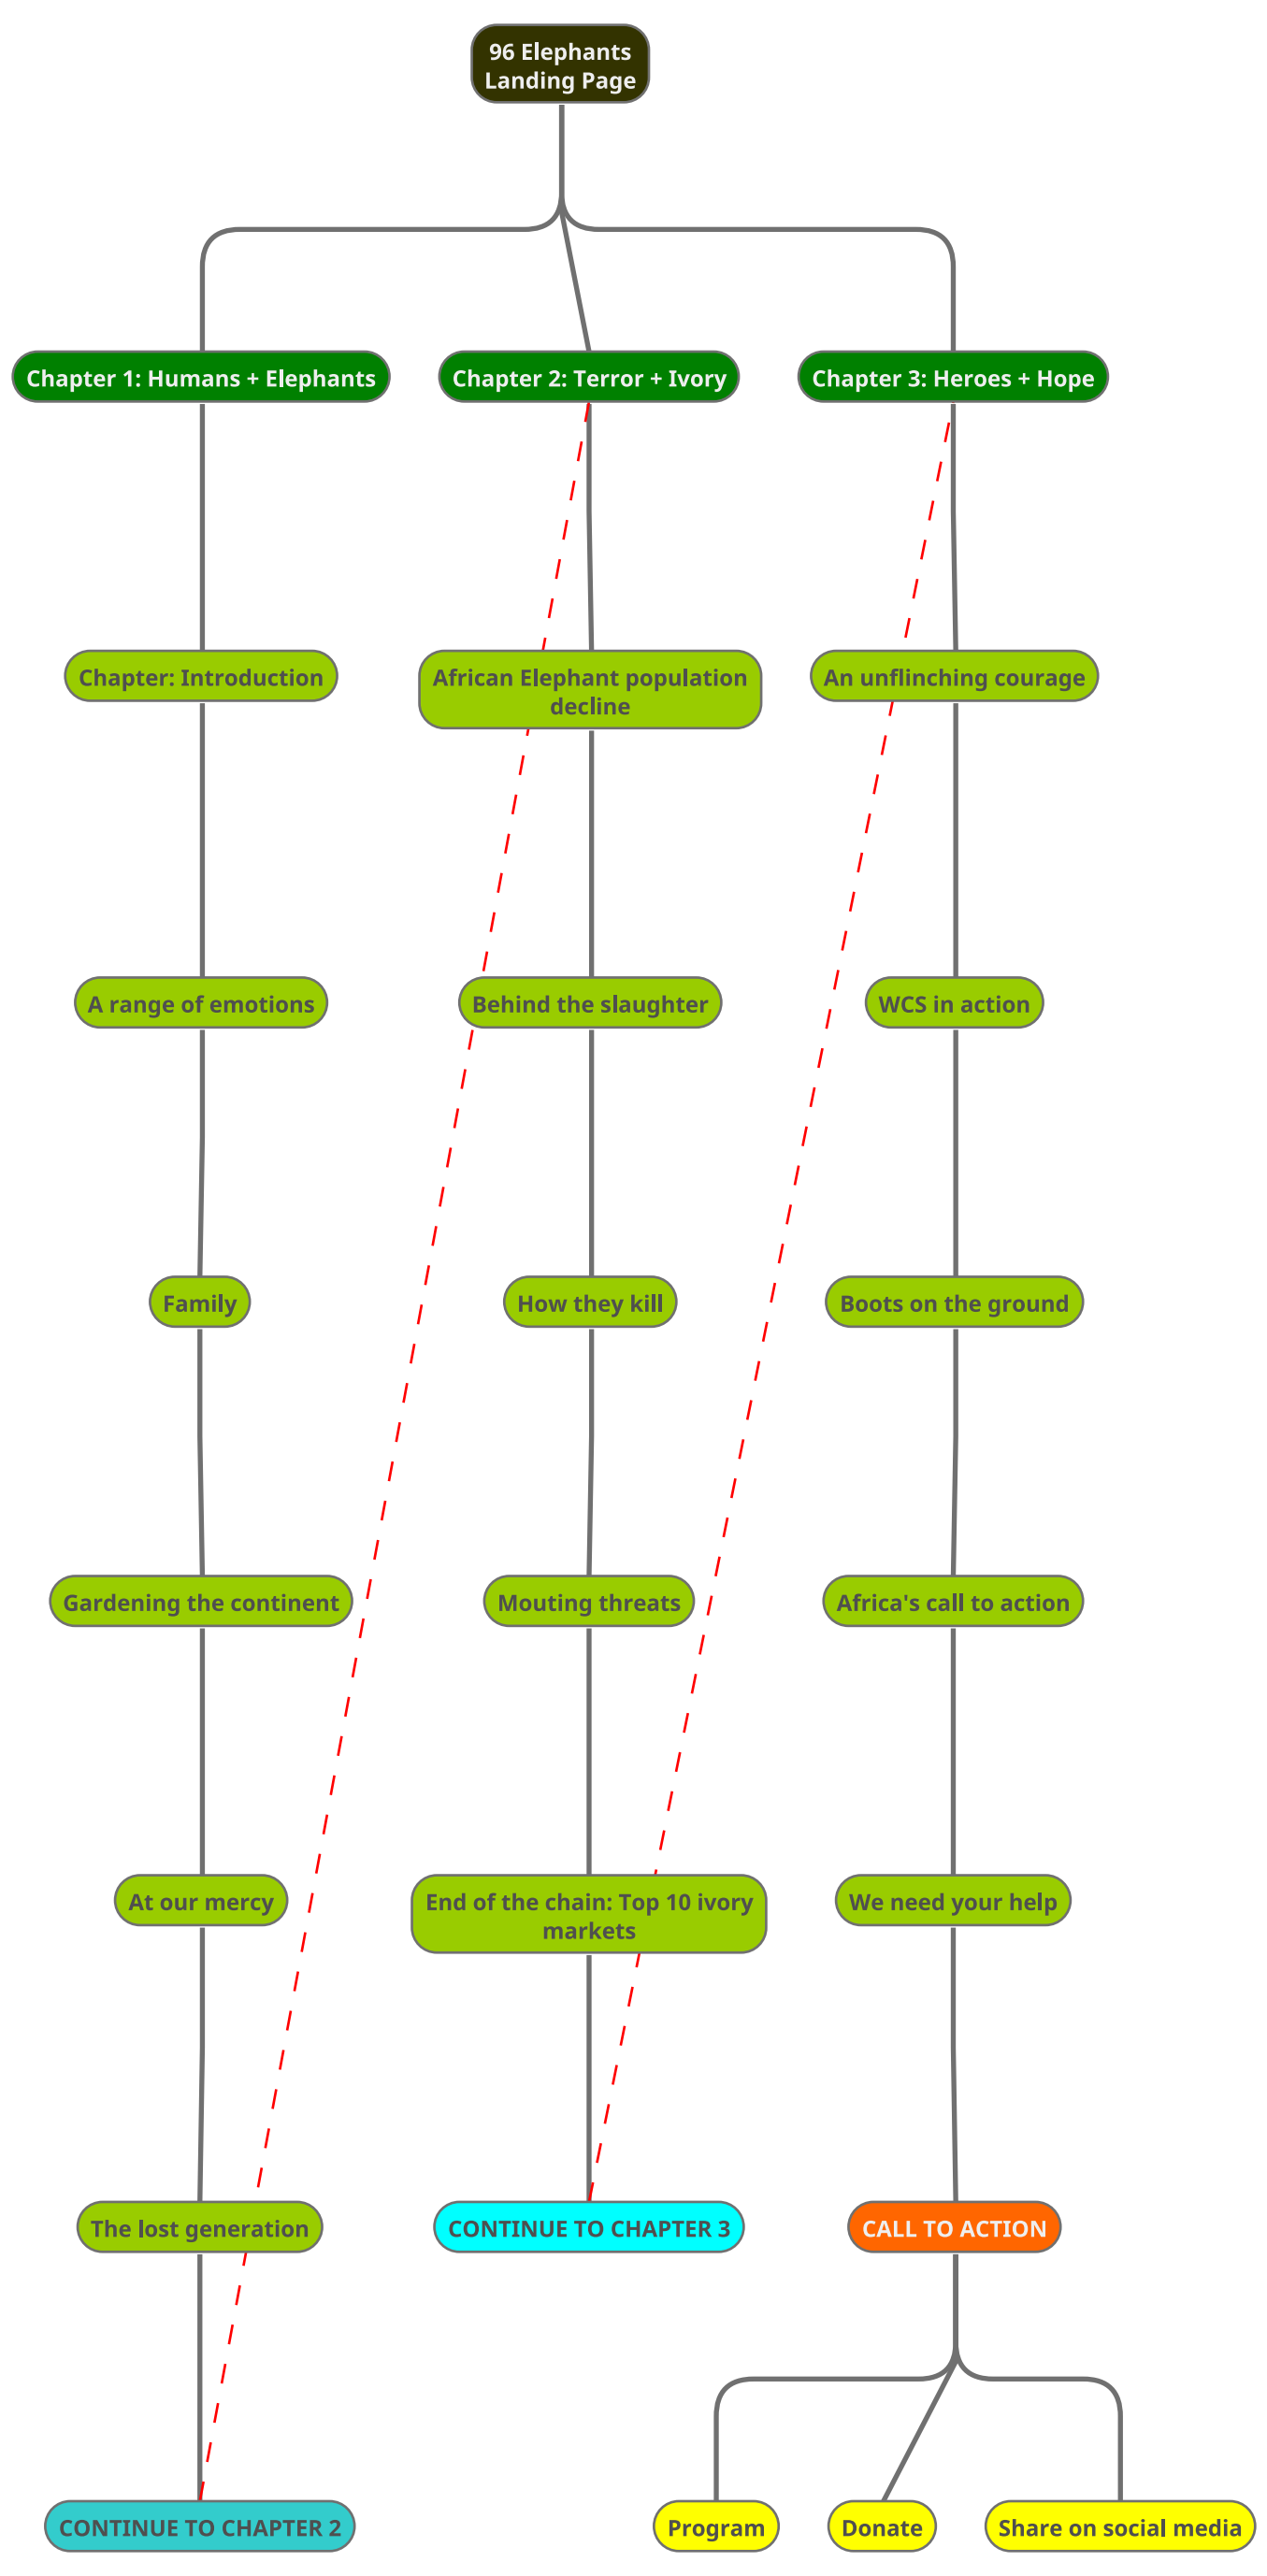 96 Elephants
Landing Page
Chapter 1: Humans + Elephants
Chapter 2: Terror + Ivory
Chapter 3: Heroes + Hope
Chapter: Introduction
African Elephant population
decline
An unflinching courage
A range of emotions
Behind the slaughter
WCS in action
Family
How they kill
Boots on the ground
Gardening the continent
Mouting threats
Africa's call to action
At our mercy
End of the chain: Top 10 ivory
markets
We need your help
The lost generation
CONTINUE TO CHAPTER 3
CALL TO ACTION
CONTINUE TO CHAPTER 2
Program
Donate
Share on social media